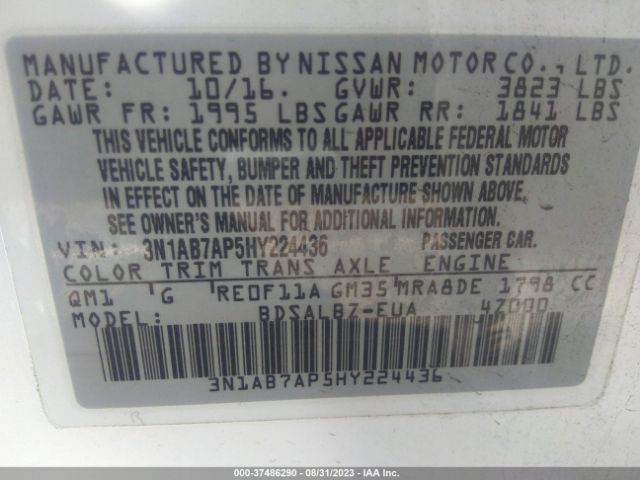 MANUFACTURED BY NISSAN MOTOR CO., LTD.
DATE: 10/16. GVWR: 3823 LBS
GAWR FR: 1995 LBS GAWR RR: 1841 LBS
THIS VEHICLE CONFORMS TO ALL APPLICABLE FEDERAL MOTOR
VEHICLE SAFETY, BUMPER AND THEFT PREVENTION STANDARDS
IN EFFECT ON THE DATE OF MANUFACTURE SHOWN ABOVE.
SEE OWNER'S MANUAL FOR ADDITIONAL INFORMATION.
VIN: 3N1AB7AP5HY224436 PASSENGER CAR.
COLOR TRIM TRANS AXLE ENGINE
QM1 G RE0F11A GM35 MRA8DE 1798 CC
MODEL: BDSALBZ-EUA 4Z000
3N1AB7AP5HY224436
000-37486290 - 08/31/2023 - IAA Inc.